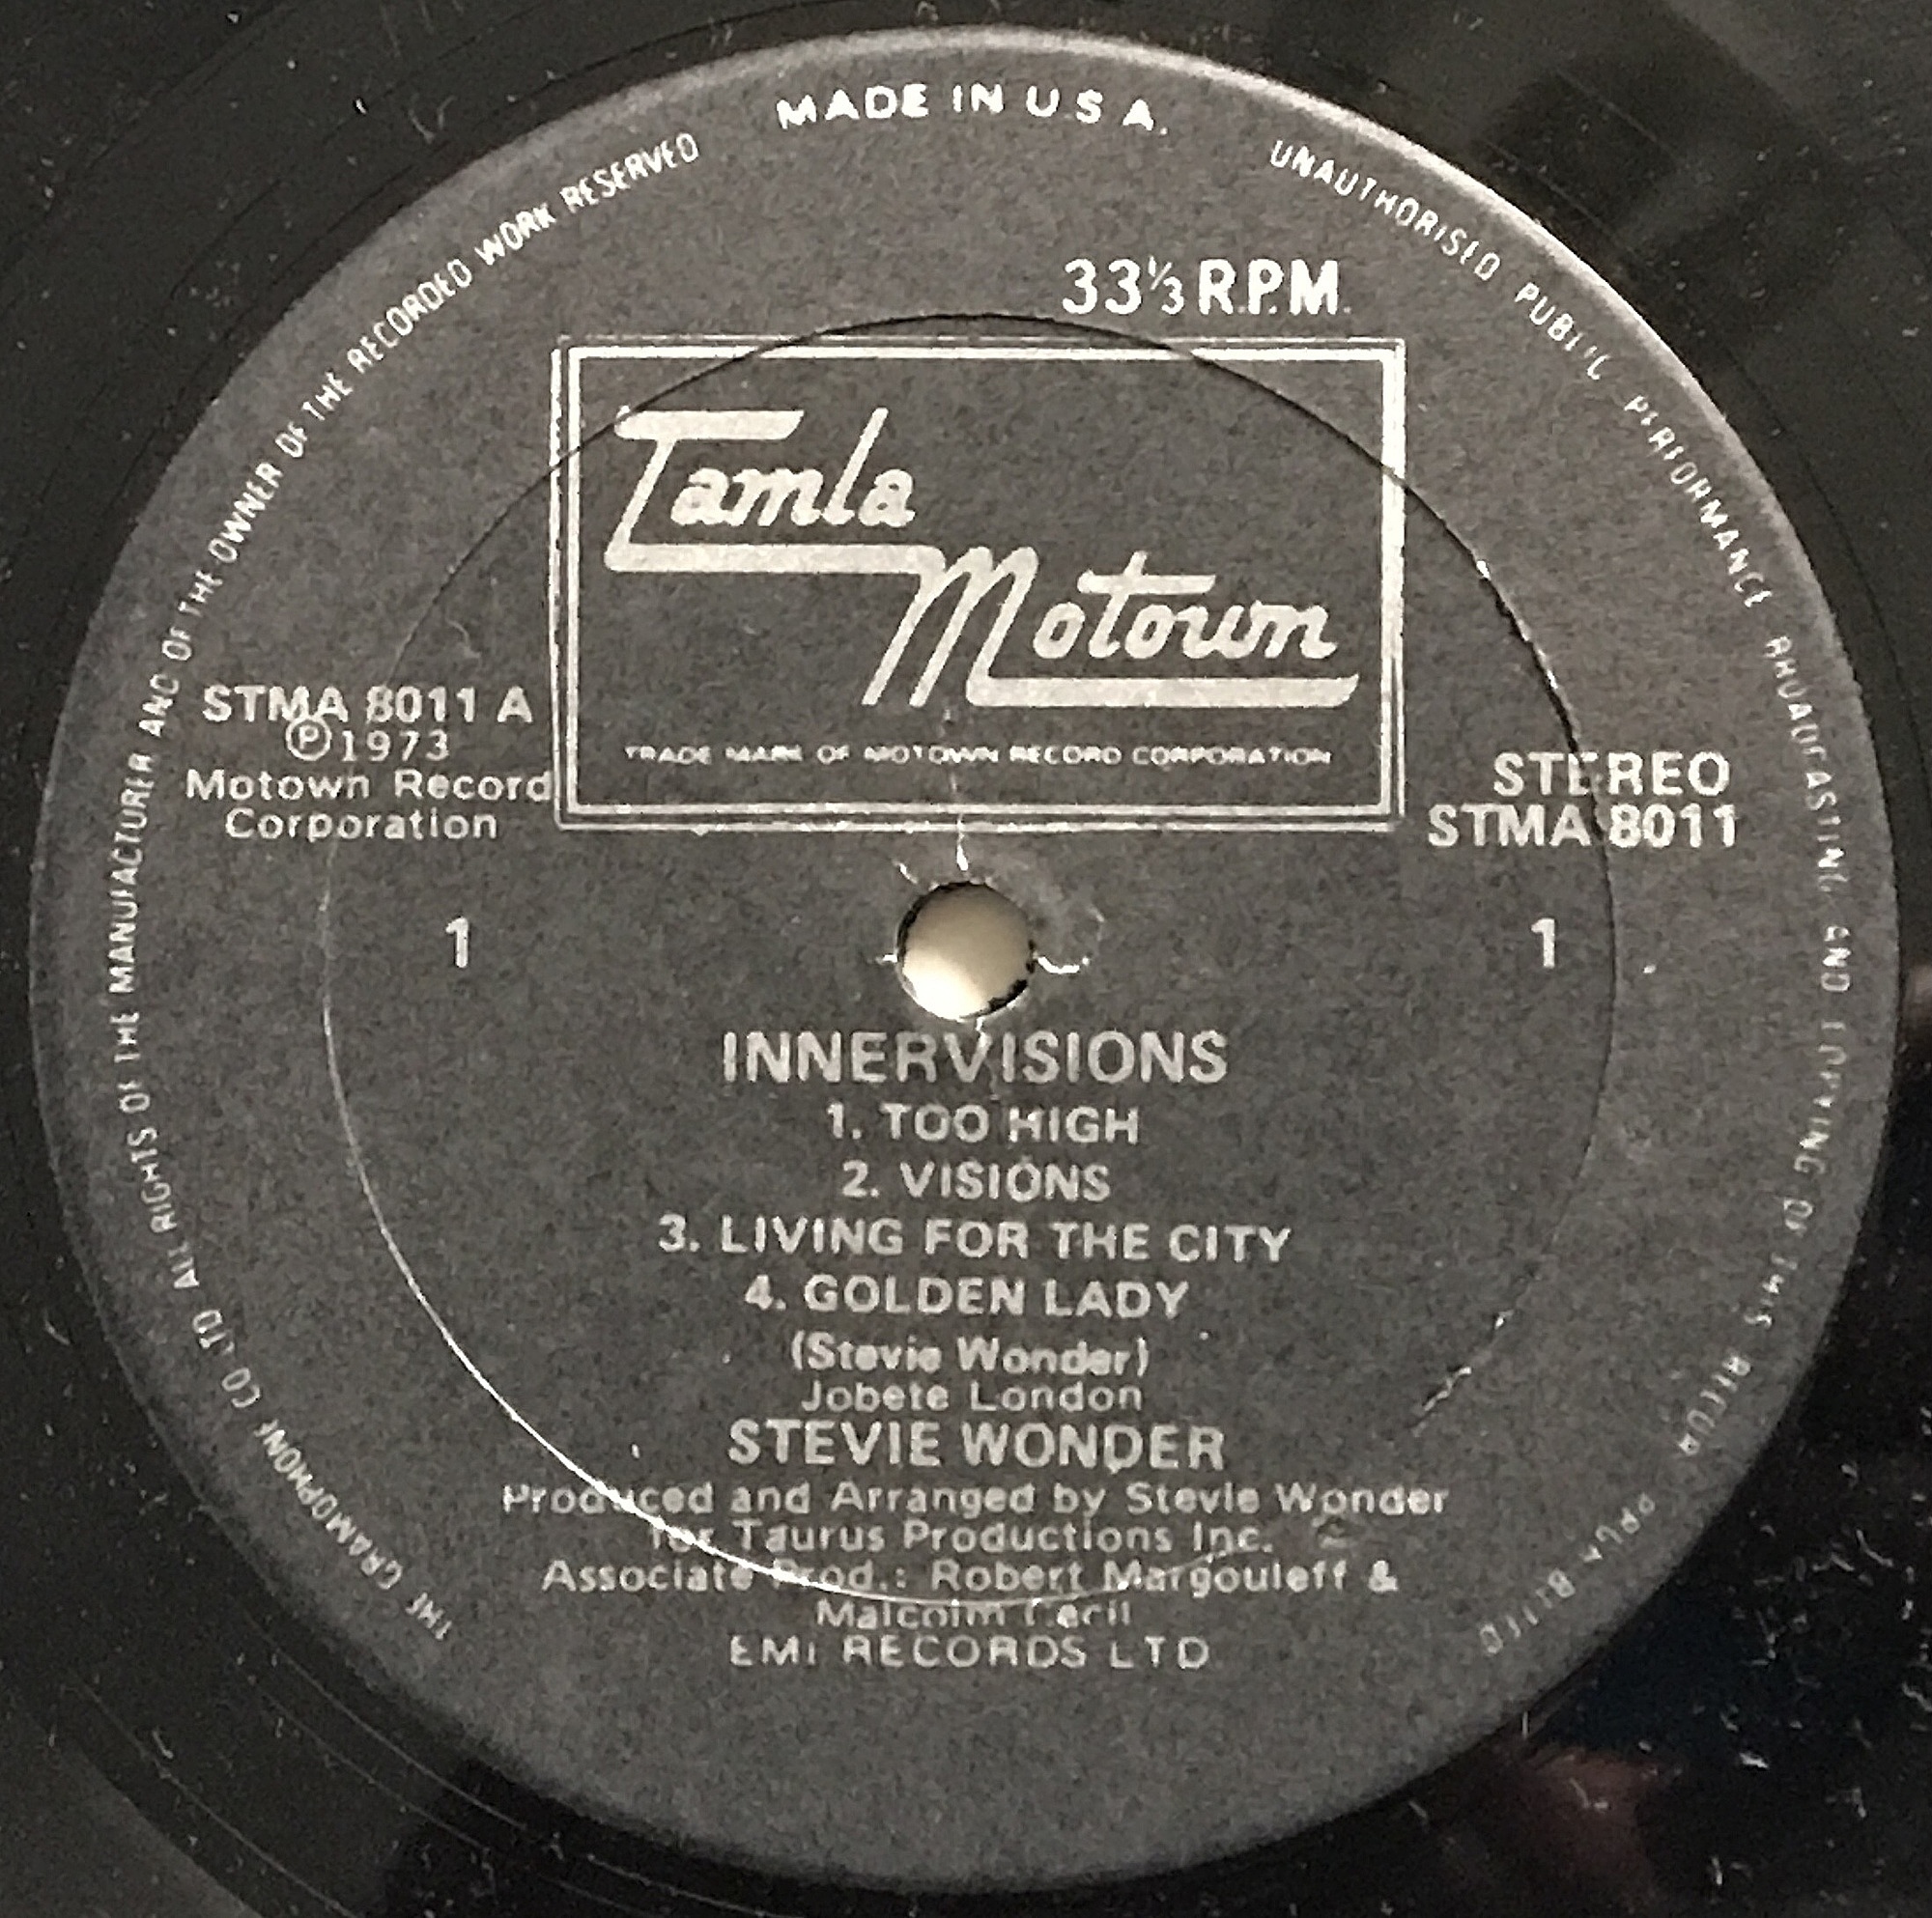 MADE IN U S A.
THE GRAMOPHONE CO. LTD ALL RIGHTS OF THE MANUFACTURER AND OF THE OWNER OF THE RECORDED WORK RESERVED
UNAUTHORISED PUBLIC PERFORMANCE BROADCASTING AND COPYING OF THIS RECORD PROHIBITED
33⅓ R.P.M.
Tamla
Motown
TRADE MARK OF MOTOWN RECORD CORPORATION
STMA 8011 A
℗1973
Motown Record
Corporation
STEREO
STMA 8011
1
1
INNERVISIONS
1. TOO HIGH
2. VISIONS
3. LIVING FOR THE CITY
4. GOLDEN LADY
(Stevie Wonder)
Jobete London
STEVIE WONDER
Produced and Arranged by Stevie Wonder
for Taurus Productions Inc.
Associate Prod.: Robert Margouleff &
Malcolm Cecil
EMI RECORDS LTD